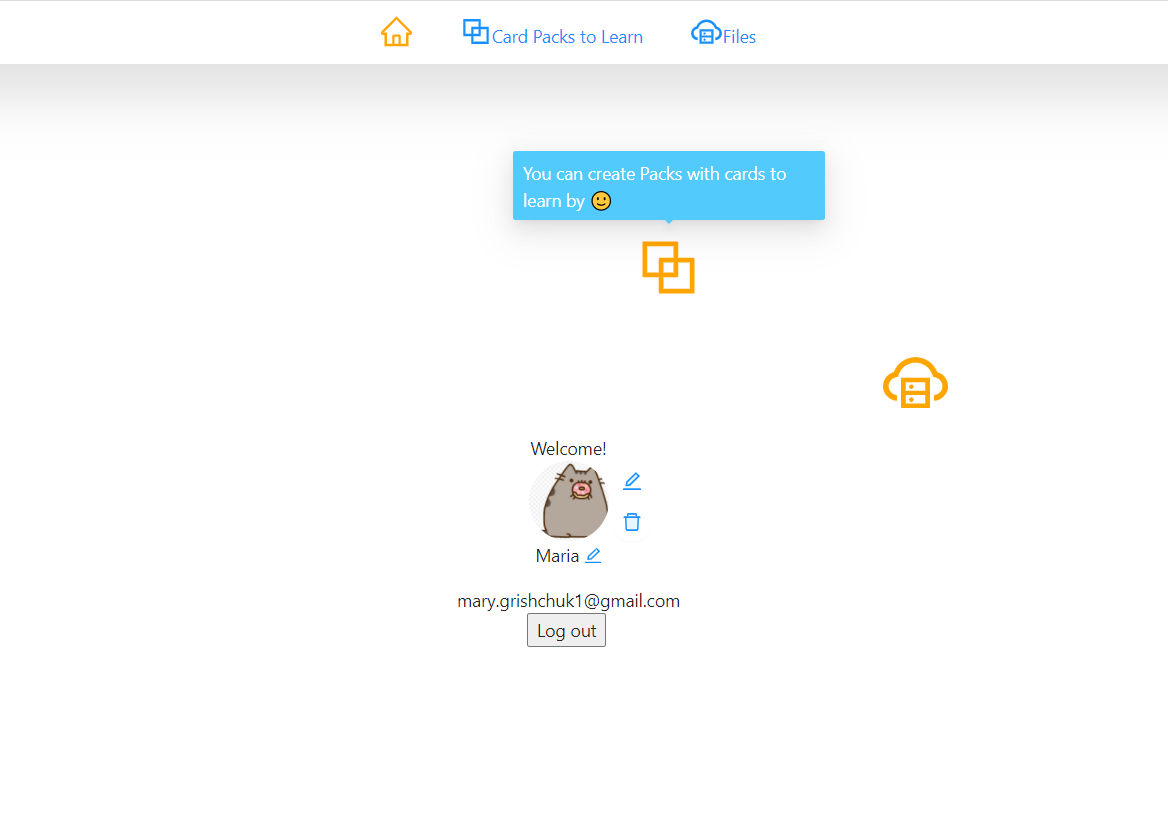 Card Packs to Learn
Files
You can create Packs with cards to
learn by 🙂
Welcome!
Maria
mary.grishchuk1@gmail.com
Log out